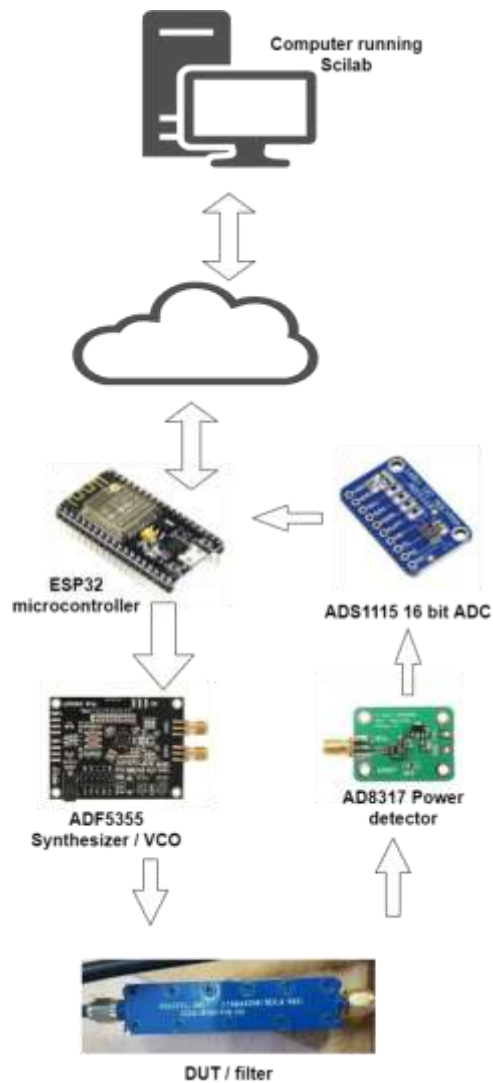 Computer running
Scilab
ESP32
microcontroller
ADS1115 16 bit ADC
ADF5355
Synthesizer / VCO
AD8317 Power
detector
DUT / filter